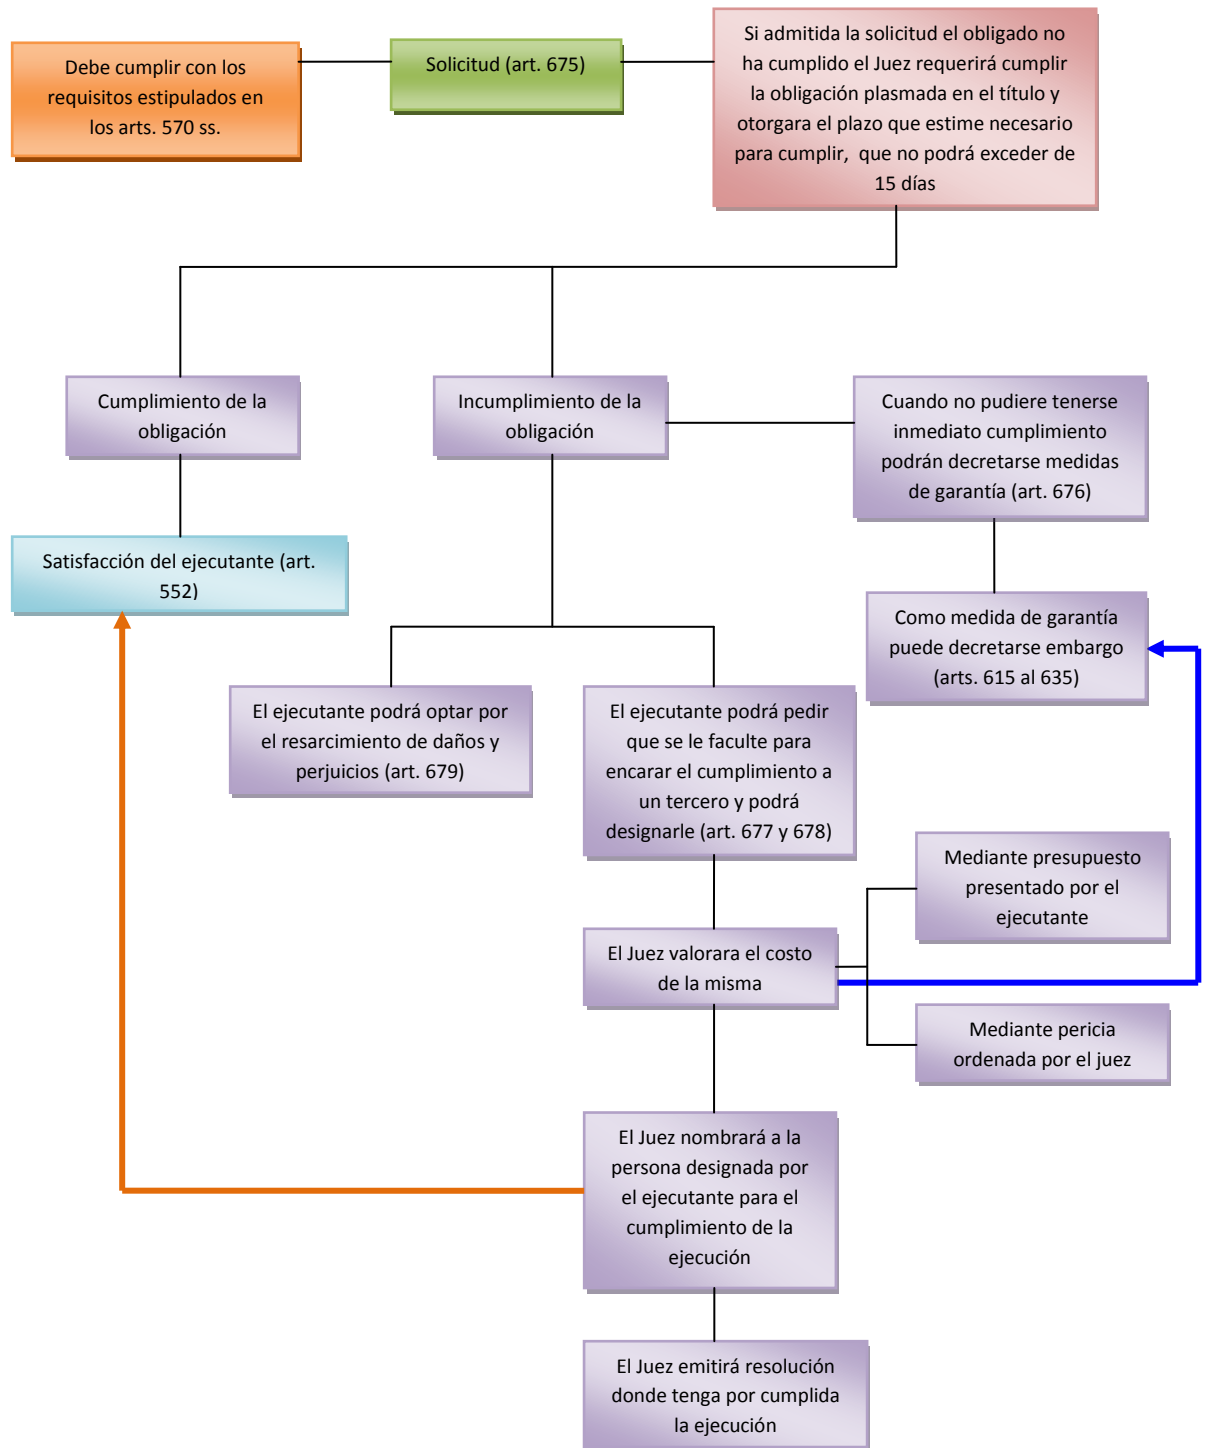 Debe cumplir con los
requisitos estipulados en
los arts. 570 ss.
Solicitud (art. 675)
Si admitida la solicitud el obligado no
ha cumplido el Juez requerirá cumplir
la obligación plasmada en el título y
otorgara el plazo que estime necesario
para cumplir, que no podrá exceder de
15 días
Cumplimiento de la
obligación
Incumplimiento de la
obligación
Cuando no pudiere tenerse
inmediato cumplimiento
podrán decretarse medidas
de garantía (art. 676)
Satisfacción del ejecutante (art.
552)
Como medida de garantía
puede decretarse embargo
(arts. 615 al 635)
El ejecutante podrá optar por
el resarcimiento de daños y
perjuicios (art. 679)
El ejecutante podrá pedir
que se le faculte para
encarar el cumplimiento a
un tercero y podrá
designarle (art. 677 y 678)
Mediante presupuesto
presentado por el
ejecutante
El Juez valorara el costo
de la misma
Mediante pericia
ordenada por el juez
El Juez nombrará a la
persona designada por
el ejecutante para el
cumplimiento de la
ejecución
El Juez emitirá resolución
donde tenga por cumplida
la ejecución